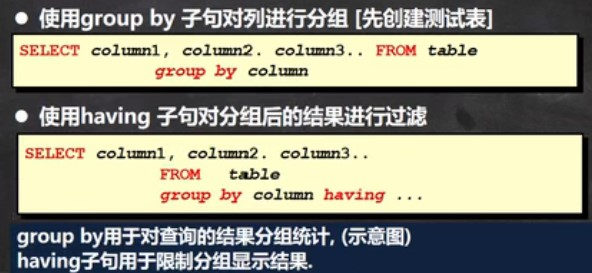 ● 使用group by 子句对列进行分组 [先创建测试表]
SELECT column1, column2. column3.. FROM table
group by column
● 使用having 子句对分组后的结果进行过滤
SELECT column1, column2. column3..
FROM table
group by column having ...
group by用于对查询的结果分组统计, (示意图)
having子句用于限制分组显示结果.